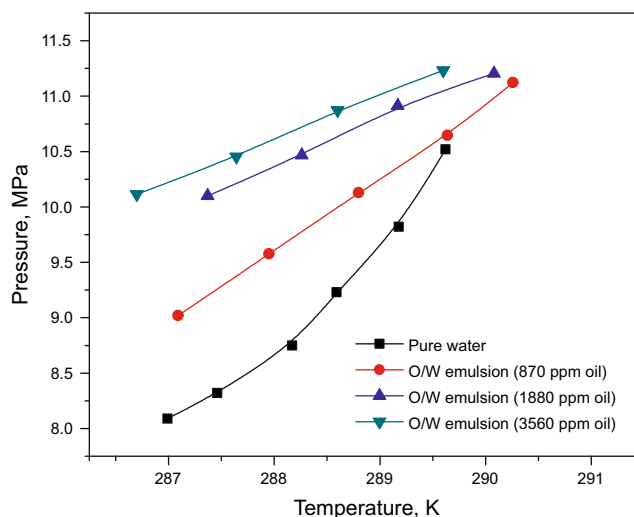 11.5
11.0
10.5
10.0
9.5
9.0
8.5
8.0
Pressure, MPa
Pure water
O/W emulsion (870 ppm oil)
O/W emulsion (1880 ppm oil)
O/W emulsion (3560 ppm oil)
287 288 289 290 291
Temperature, K